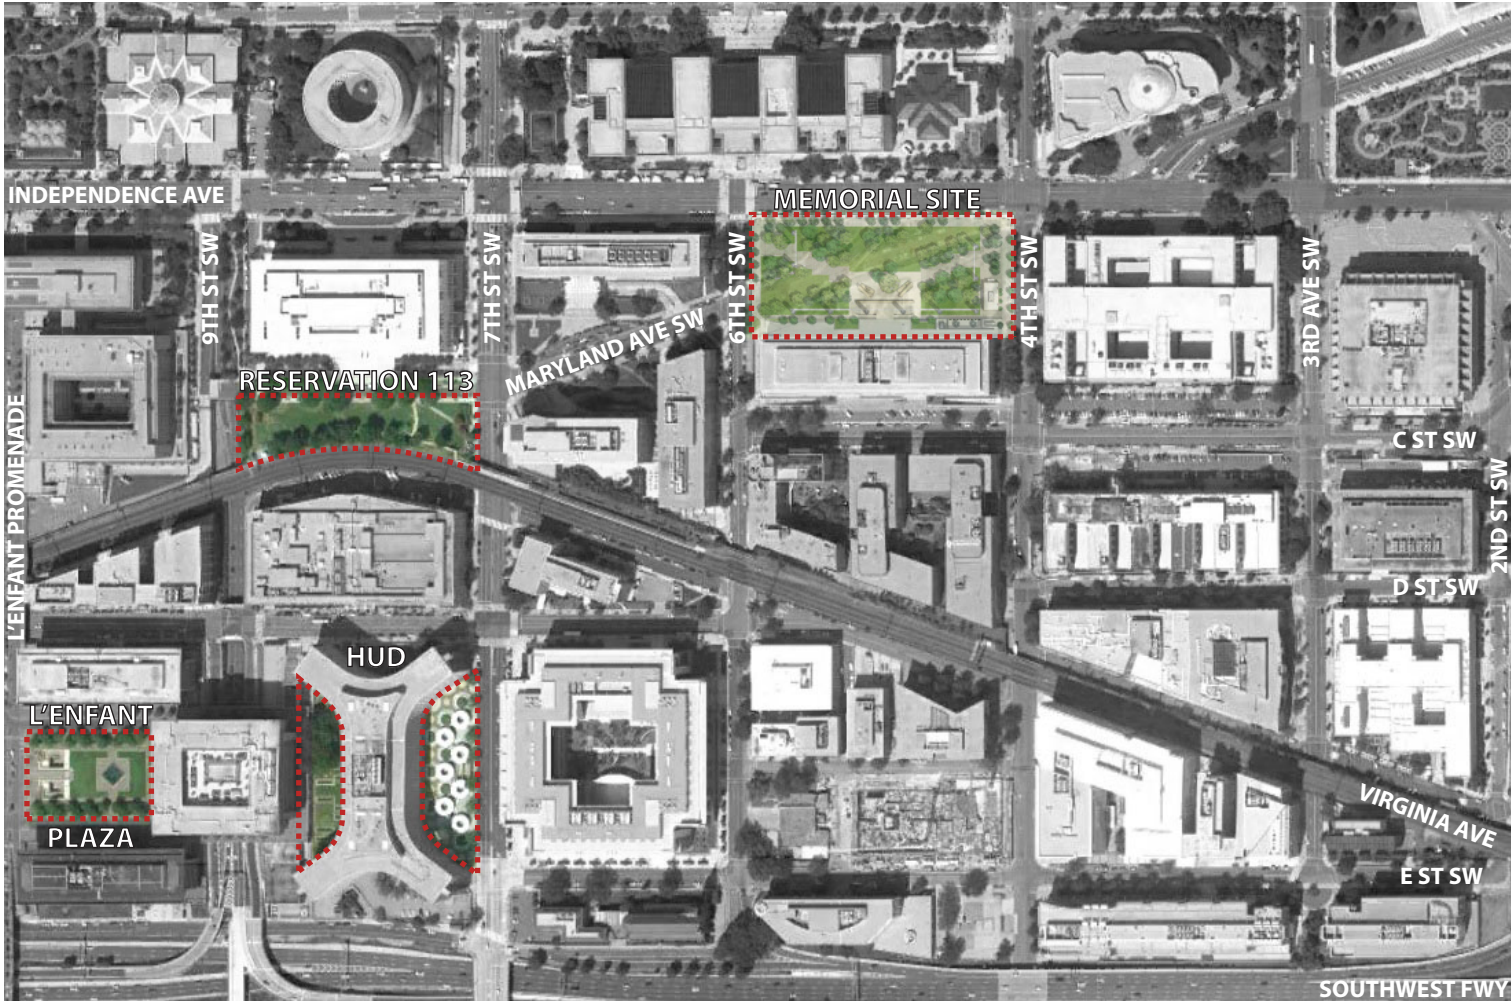 INDEPENDENCE AVE
MEMORIAL SITE
9TH ST SW
7TH ST SW
6TH ST SW
4TH ST SW
3RD AVE SW
MARYLAND AVE SW
RESERVATION 113
C ST SW
L'ENFANT PROMENADE
2ND ST SW
D ST SW
HUD
L'ENFANT
PLAZA
VIRGINIA AVE
E ST SW
SOUTHWEST FWY